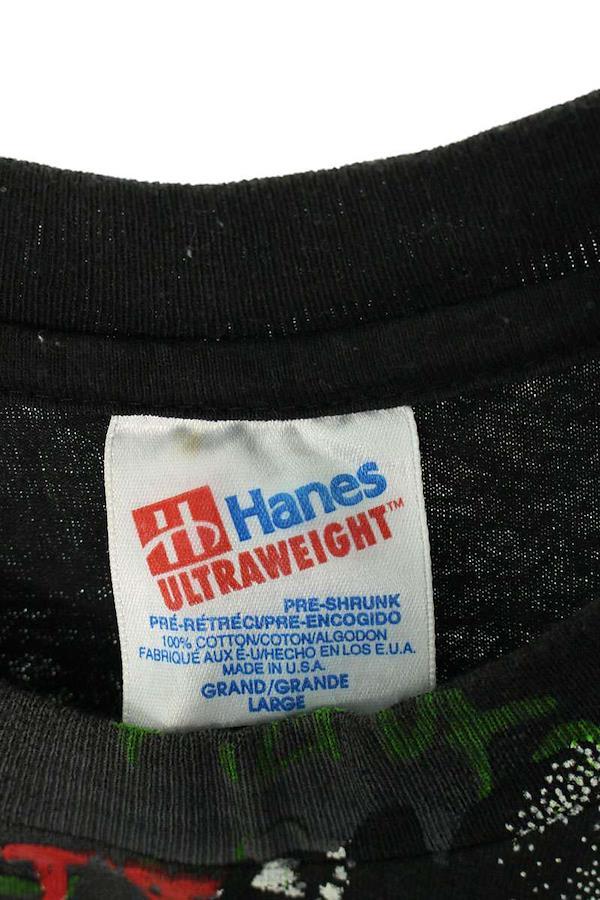 H Hanes
ULTRAWEIGHT™
PRE-SHRUNK
PRÉ-RÉTRÉCI/PRE-ENCOGIDO
100% COTTON/COTON/ALGODON
FABRIQUÉ AUX É-U/HECHO EN LOS E.U.A.
MADE IN U.S.A.
GRAND/GRANDE
LARGE